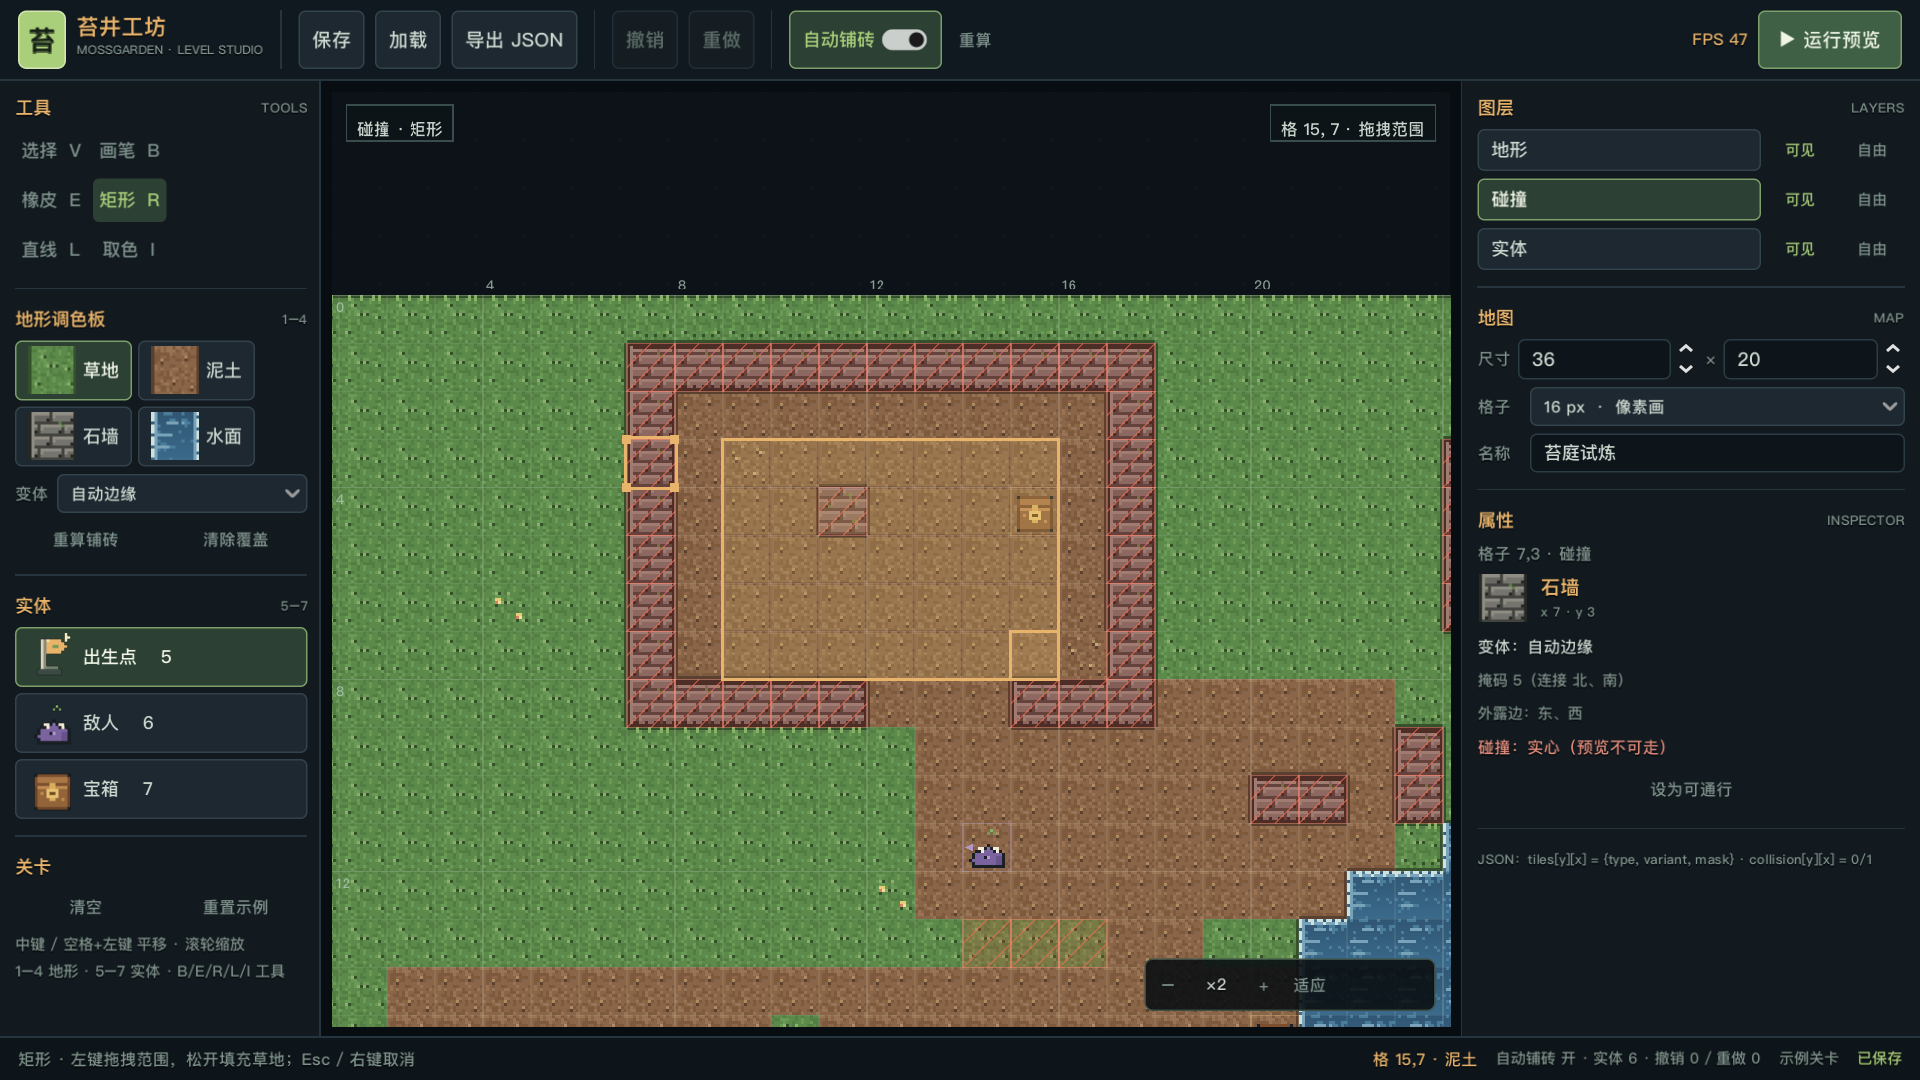 苔
苔井工坊
MOSSGARDEN · LEVEL STUDIO
保存
加载
导出 JSON
撤销
重做
自动铺砖
重算
FPS 47
▶ 运行预览
工具 TOOLS
选择 V 画笔 B
橡皮 E 矩形 R
直线 L 取色 I
地形调色板 1—4
草地 泥土
石墙 水面
变体 自动边缘
重算铺砖 清除覆盖
实体 5—7
出生点 5
敌人 6
宝箱 7
关卡
清空 重置示例
中键 / 空格+左键 平移 · 滚轮缩放
1—4 地形 · 5—7 实体 · B/E/R/L/I 工具
碰撞 · 矩形
格 15, 7 · 拖拽范围
4 8 12 16 20
0
4
8
12
− ×2 + 适应
图层 LAYERS
地形 可见 自由
碰撞 可见 自由
实体 可见 自由
地图 MAP
尺寸 36 × 20
格子 16 px · 像素画
名称 苔庭试炼
属性 INSPECTOR
格子 7,3 · 碰撞
石墙
x 7 · y 3
变体：自动边缘
掩码 5（连接 北、南）
外露边：东、西
碰撞：实心（预览不可走）
设为可通行
JSON：tiles[y][x] = {type, variant, mask} · collision[y][x] = 0/1
矩形 · 左键拖拽范围，松开填充草地；Esc / 右键取消
格 15,7 · 泥土 自动铺砖 开 · 实体 6 · 撤销 0 / 重做 0 示例关卡 已保存